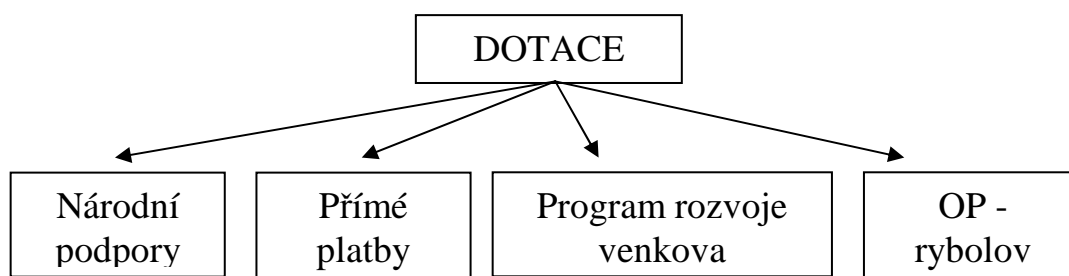 DOTACE
Národní
podpory
Přímé
platby
Program rozvoje
venkova
OP -
rybolov